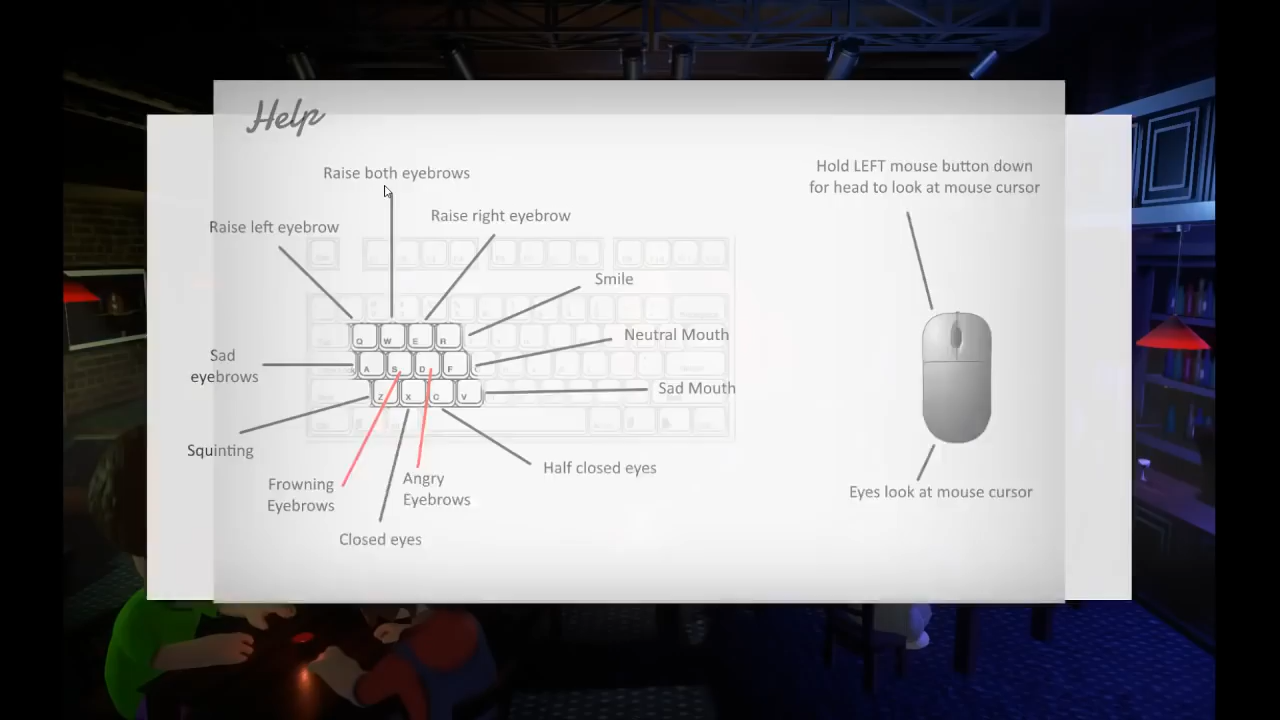 Help
Raise both eyebrows
Hold LEFT mouse button down
for head to look at mouse cursor
Raise left eyebrow
Raise right eyebrow
Smile
Q W E R
Neutral Mouth
Sad
eyebrows
A S D F
Sad Mouth
Z X C V
Squinting
Half closed eyes
Frowning
Eyebrows
Angry
Eyebrows
Eyes look at mouse cursor
Closed eyes